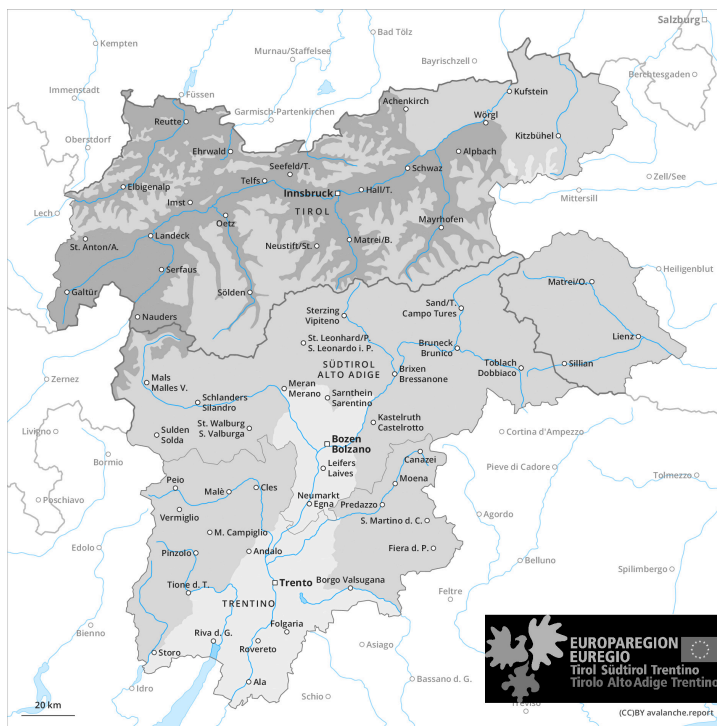 Salzburg
Kempten
Bad Tölz
Murnau/Staffelsee
Bayrischzell
Berchtesgaden
Immenstadt
Füssen
Garmisch-Partenkirchen
Achenkirch
Kufstein
Reutte
Wörgl
Kitzbühel
Oberstdorf
Ehrwald
Alpbach
Seefeld/T.
Schwaz
Zell/See
Telfs
Elbigenalp
Innsbruck
Hall/T.
Mittersill
Imst
TIROL
Lech
Oetz
Mayrhofen
St. Anton/A.
Landeck
Neustift/St.
Matrei/B.
Serfaus
Heiligenblut
Matrei/O.
Galtür
Sölden
Sand/T.
Campo Tures
Nauders
Sterzing
Vipiteno
Lienz
St. Leonhard/P.
S. Leonardo i. P.
Bruneck
Brunico
Toblach
Dobbiaco
Sillian
SÜDTIROL
ALTO ADIGE
Brixen
Bressanone
Zernez
Mals
Malles V.
Meran
Merano
Sarnthein
Sarentino
Schlanders
Silandro
Kastelruth
Castelrotto
Livigno
Sulden
Solda
St. Walburg
S. Valburga
Bozen
Bolzano
Cortina d'Ampezzo
Bormio
Leifers
Laives
Canazei
Pieve di Cadore
Tolmezzo
Poschiavo
Peio
Malè
Cles
Neumarkt
Egna
Moena
Predazzo
Vermiglio
S. Martino d. C.
Agordo
M. Campiglio
Edolo
Pinzolo
Andalo
Fiera d. P.
Belluno
Spilimbergo
Tione d. T.
Trento
Borgo Valsugana
Feltre
TRENTINO
Bienno
Riva d. G.
Folgaria
Rovereto
Storo
Asiago
Idro
Ala
Schio
Bassano d. G.
Treviso
EUROPAREGION
EUREGIO
Tirol Südtirol Trentino
Tirolo Alto Adige Trentino
20 km
(CC)BY avalanche.report